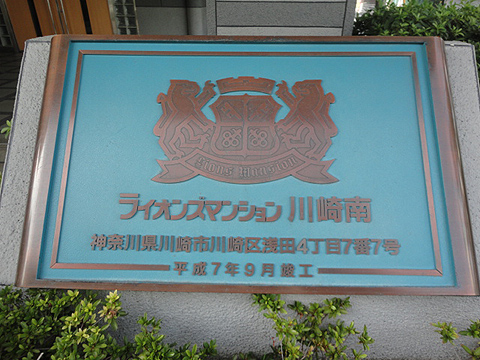 Lions Mansion
ライオンズマンション 川崎南
神奈川県川崎市川崎区浅田4丁目7番7号
平成7年9月竣工